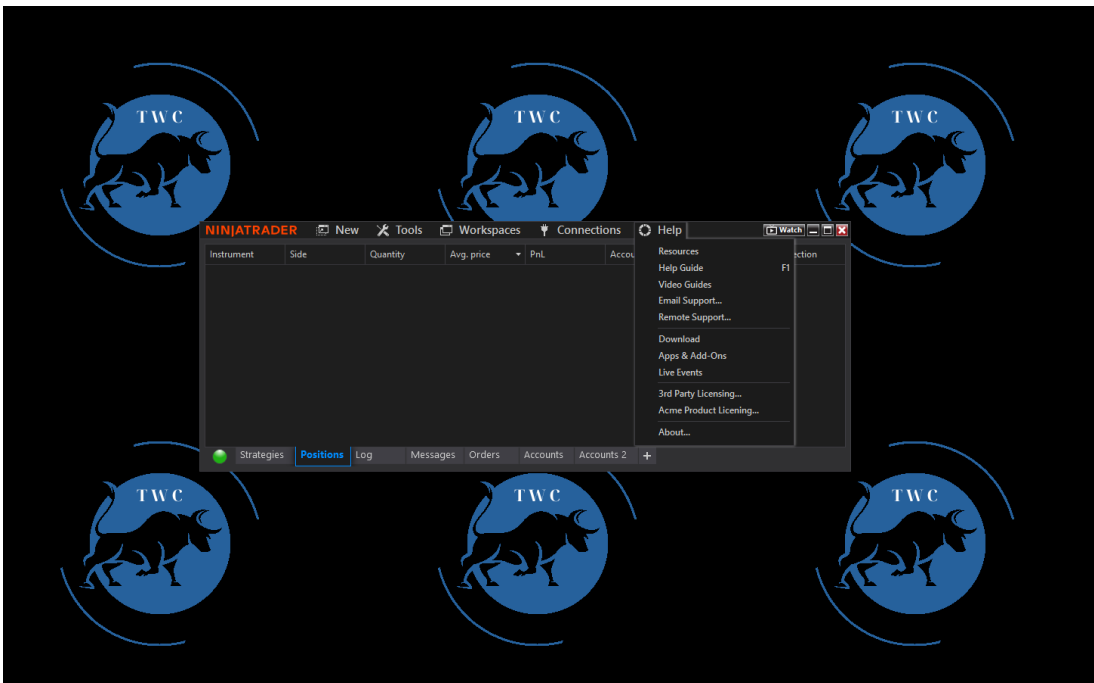 TWC
TWC
TWC
NINJATRADER New Tools Workspaces Connections Help Watch
Instrument Side Quantity Avg. price PnL
Resources
Help Guide F1
Video Guides
Email Support...
Remote Support...
Download
Apps & Add-Ons
Live Events
3rd Party Licensing...
Acme Product Licening...
About...
Strategies Positions Log Messages Orders Accounts Accounts 2 +
TWC
TWC
TWC